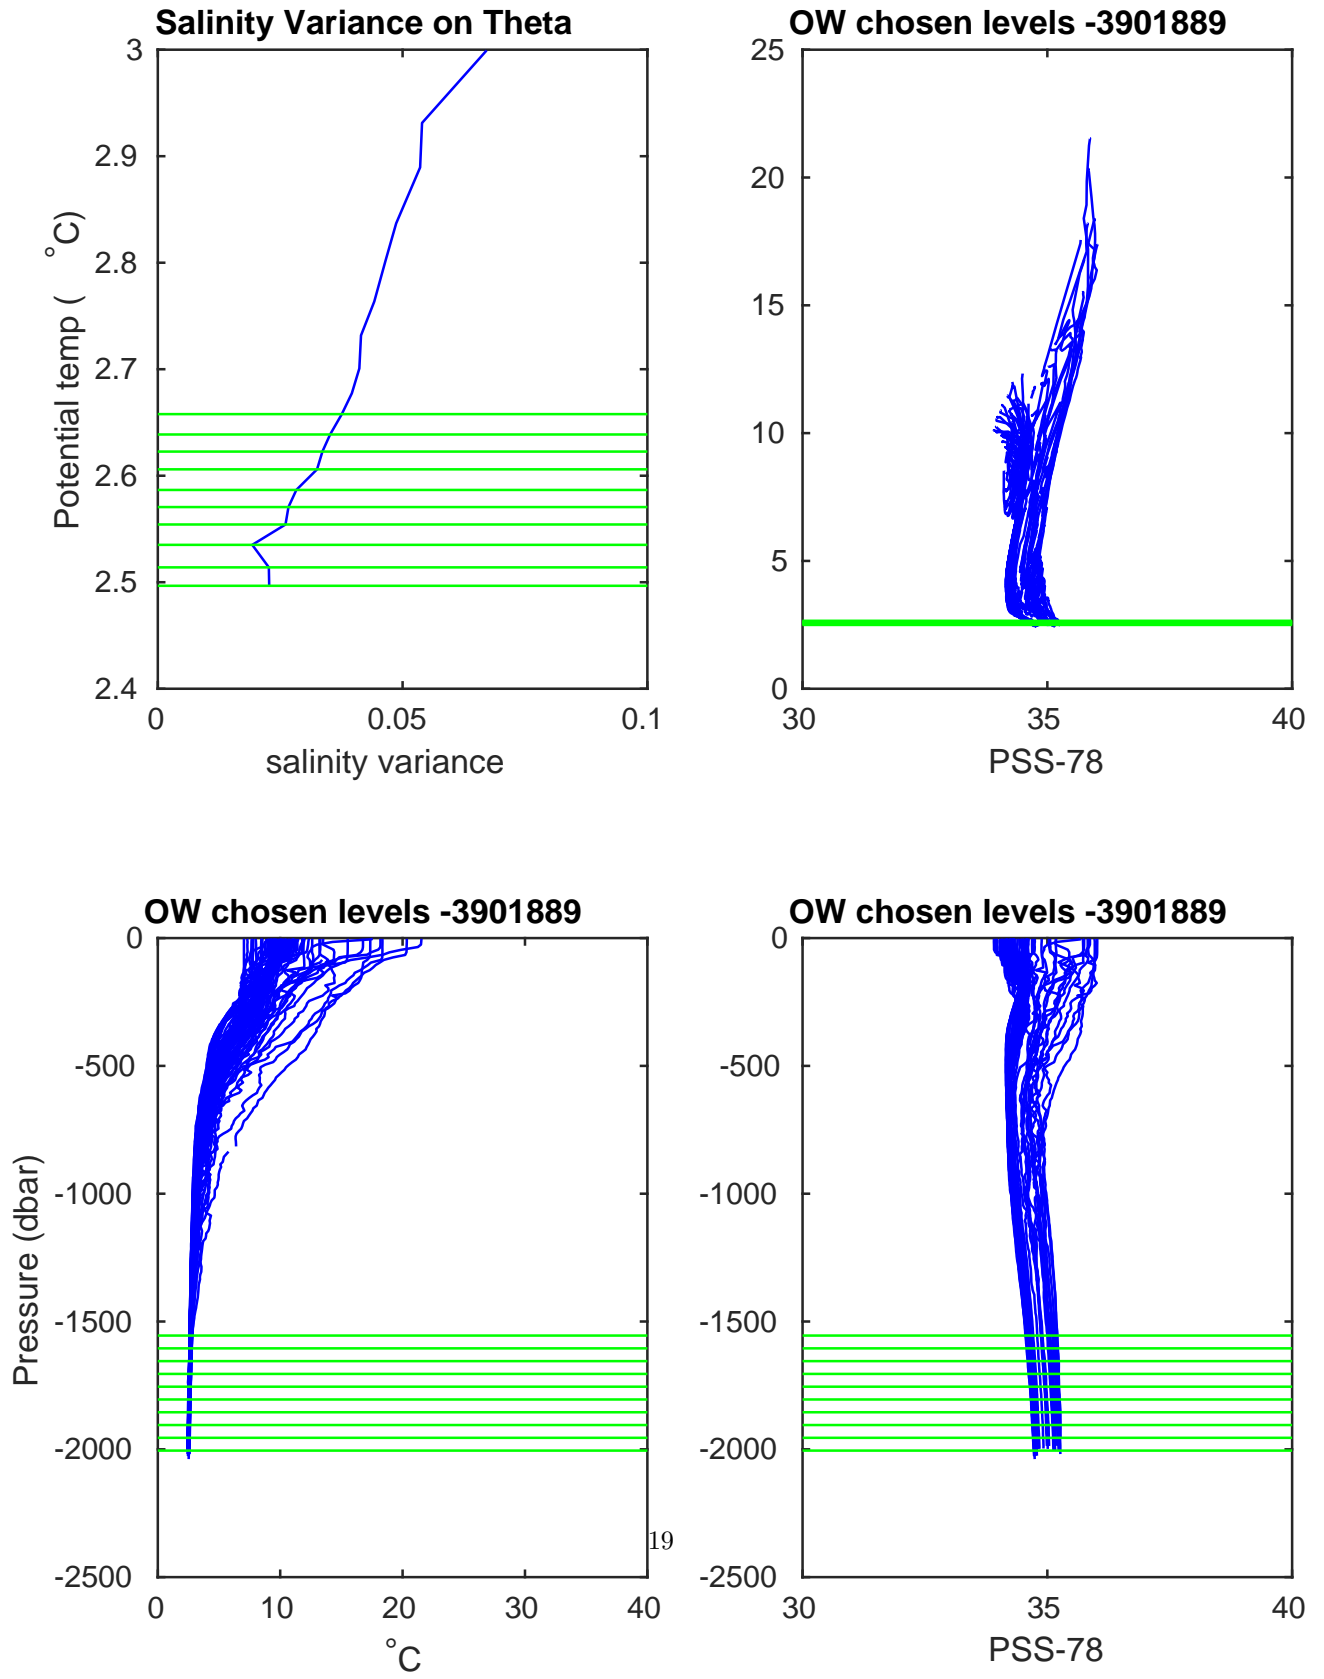 Salinity Variance on Theta
3
2.9
2.8
2.7
2.6
2.5
2.4
Potential temp ( °C)
0 0.05 0.1
salinity variance
OW chosen levels -3901889
25
20
15
10
5
0
30 35 40
PSS-78
OW chosen levels -3901889
0
-500
-1000
-1500
-2000
-2500
Pressure (dbar)
0 10 20 30 40
°C
OW chosen levels -3901889
0
-500
-1000
-1500
-2000
-2500
30 35 40
PSS-78
19